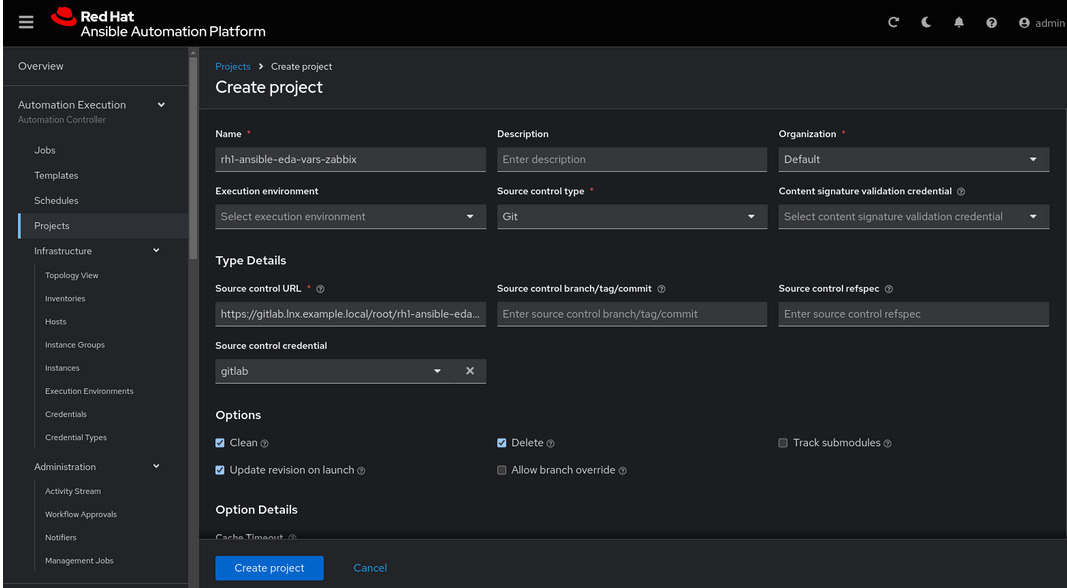 Red Hat
Ansible Automation Platform
admin
Overview
Automation Execution
Automation Controller
Jobs
Templates
Schedules
Projects
Infrastructure
Topology View
Inventories
Hosts
Instance Groups
Instances
Execution Environments
Credentials
Credential Types
Administration
Activity Stream
Workflow Approvals
Notifiers
Management Jobs
Projects > Create project
Create project
Name * Description Organization *
rh1-ansible-eda-vars-zabbix Enter description Default
Execution environment Source control type * Content signature validation credential
Select execution environment Git Select content signature validation credential
Type Details
Source control URL * Source control branch/tag/commit Source control refspec
https://gitlab.lnx.example.local/root/rh1-ansible-eda... Enter source control branch/tag/commit Enter source control refspec
Source control credential
gitlab
Options
Clean Delete Track submodules
Update revision on launch Allow branch override
Option Details
Cache Timeout
Create project Cancel